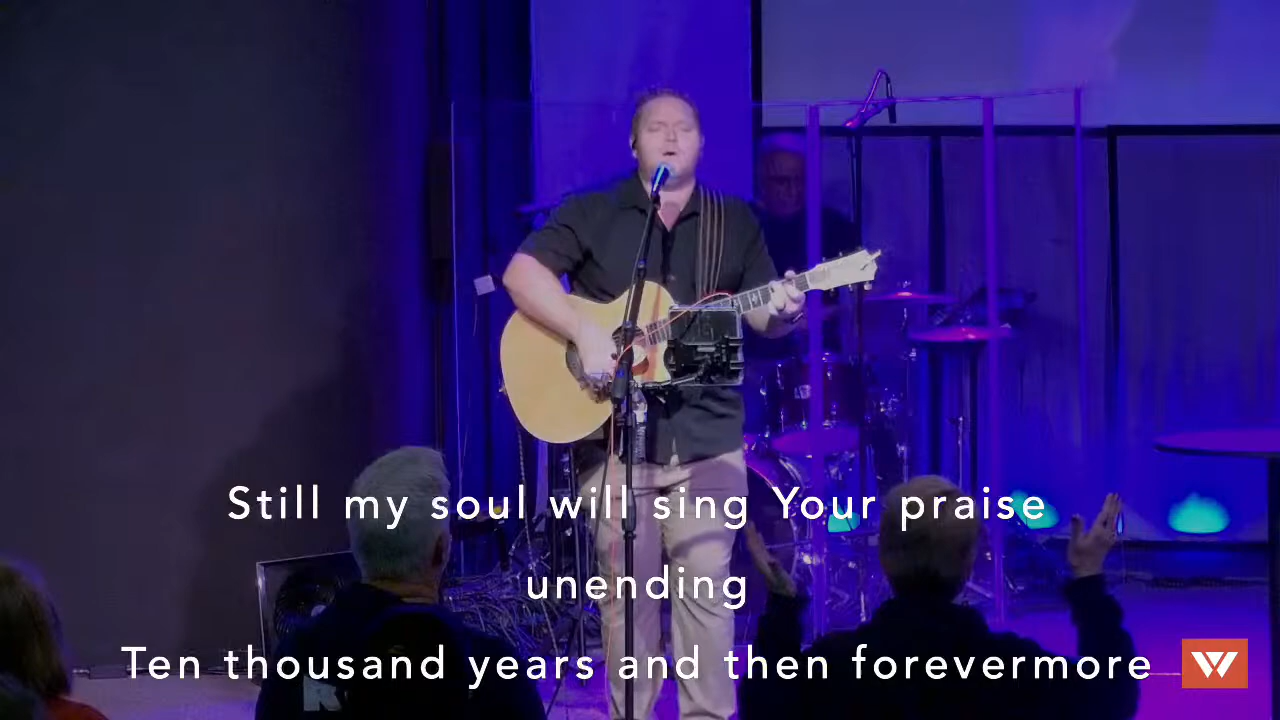 Still my soul will sing Your praise
unending
Ten thousand years and then forevermore
W